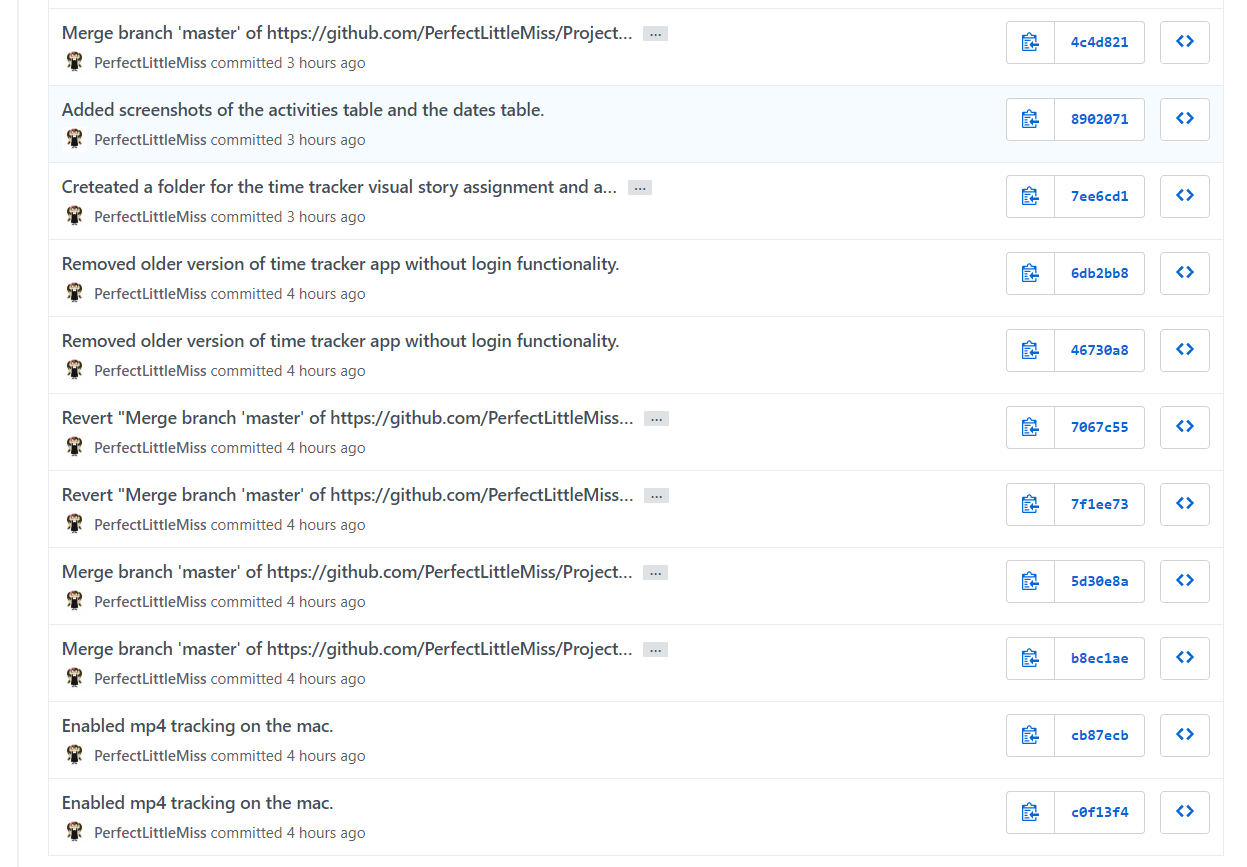 Merge branch 'master' of https://github.com/PerfectLittleMiss/Project... ...
4c4d821
PerfectLittleMiss committed 3 hours ago
Added screenshots of the activities table and the dates table.
8902071
PerfectLittleMiss committed 3 hours ago
Creteated a folder for the time tracker visual story assignment and a... ...
7ee6cd1
PerfectLittleMiss committed 3 hours ago
Removed older version of time tracker app without login functionality.
6db2bb8
PerfectLittleMiss committed 4 hours ago
Removed older version of time tracker app without login functionality.
46730a8
PerfectLittleMiss committed 4 hours ago
Revert "Merge branch 'master' of https://github.com/PerfectLittleMiss... ...
7067c55
PerfectLittleMiss committed 4 hours ago
Revert "Merge branch 'master' of https://github.com/PerfectLittleMiss... ...
7f1ee73
PerfectLittleMiss committed 4 hours ago
Merge branch 'master' of https://github.com/PerfectLittleMiss/Project... ...
5d30e8a
PerfectLittleMiss committed 4 hours ago
Merge branch 'master' of https://github.com/PerfectLittleMiss/Project... ...
b8ec1ae
PerfectLittleMiss committed 4 hours ago
Enabled mp4 tracking on the mac.
cb87ecb
PerfectLittleMiss committed 4 hours ago
Enabled mp4 tracking on the mac.
c0f13f4
PerfectLittleMiss committed 4 hours ago